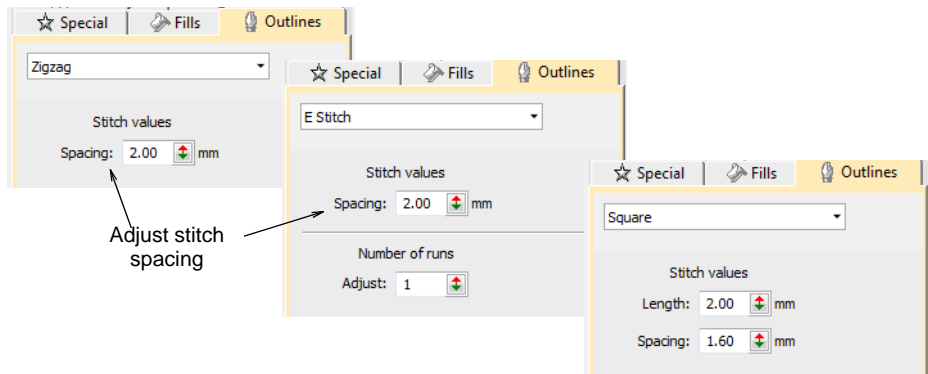 Special Fills Outlines
Zigzag
Stitch values
Spacing: 2.00 mm
Special Fills Outlines
E Stitch
Stitch values
Spacing: 2.00 mm
Number of runs
Adjust: 1
Special Fills Outlines
Square
Stitch values
Length: 2.00 mm
Spacing: 1.60 mm
Adjust stitch
spacing